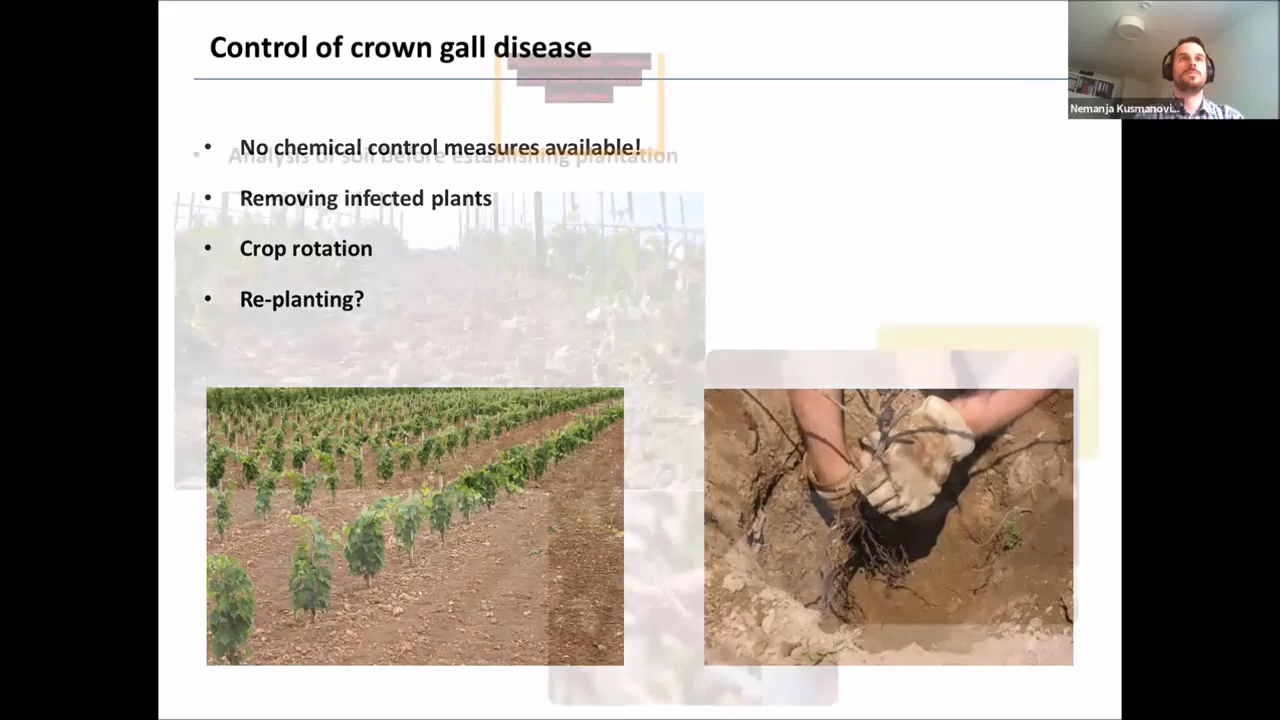 Control of crown gall disease
Nemanja Kusmanovi...
• No chemical control measures available!
• Analysis of soil before establishing plantation
• Removing infected plants
• Crop rotation
• Re-planting?